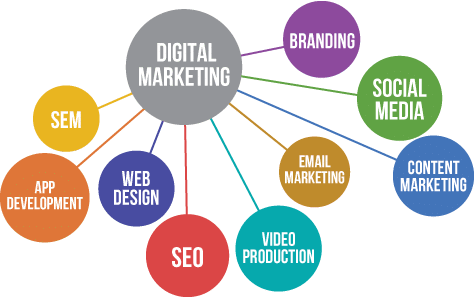 DIGITAL
MARKETING
BRANDING
SOCIAL
MEDIA
SEM
APP
DEVELOPMENT
WEB
DESIGN
SEO
VIDEO
PRODUCTION
EMAIL
MARKETING
CONTENT
MARKETING